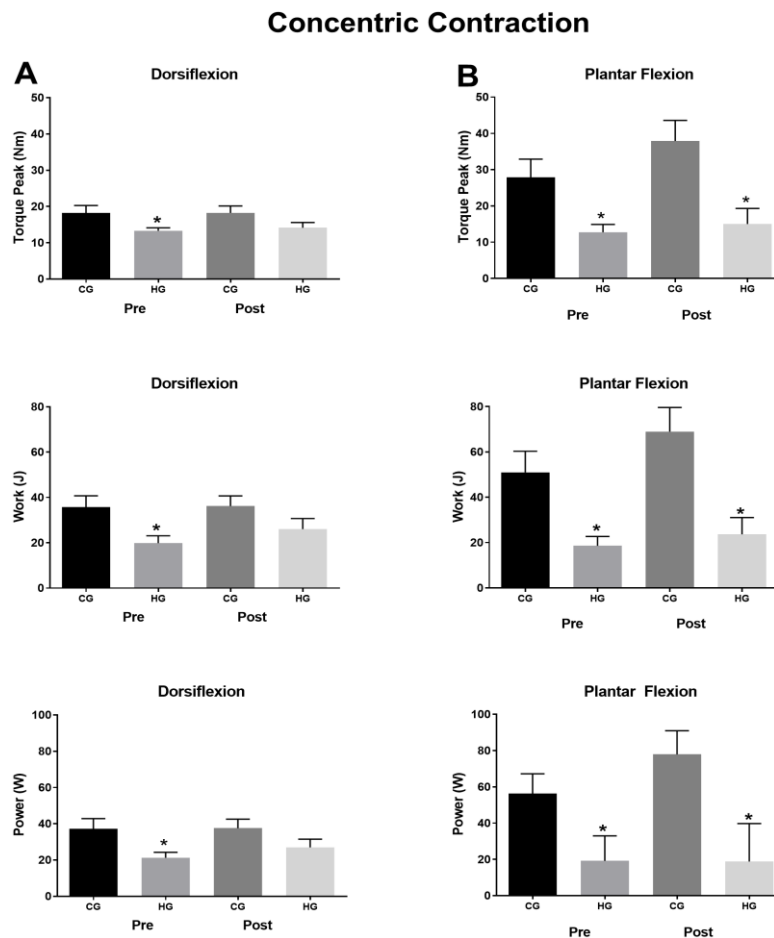 Concentric Contraction
A
Dorsiflexion
Torque Peak (Nm)
50
40
30
20
10
0
*
CG HG CG HG
Pre Post
B
Plantar Flexion
Torque Peak (Nm)
50
40
30
20
10
0
* *
CG HG CG HG
Pre Post
Dorsiflexion
Work (J)
80
60
40
20
0
*
CG HG CG HG
Pre Post
Plantar Flexion
Work (J)
80
60
40
20
0
* *
CG HG CG HG
Pre Post
Dorsiflexion
Power (W)
100
80
60
40
20
0
*
CG HG CG HG
Pre Post
Plantar Flexion
Power (W)
100
80
60
40
20
0
* *
CG HG CG HG
Pre Post